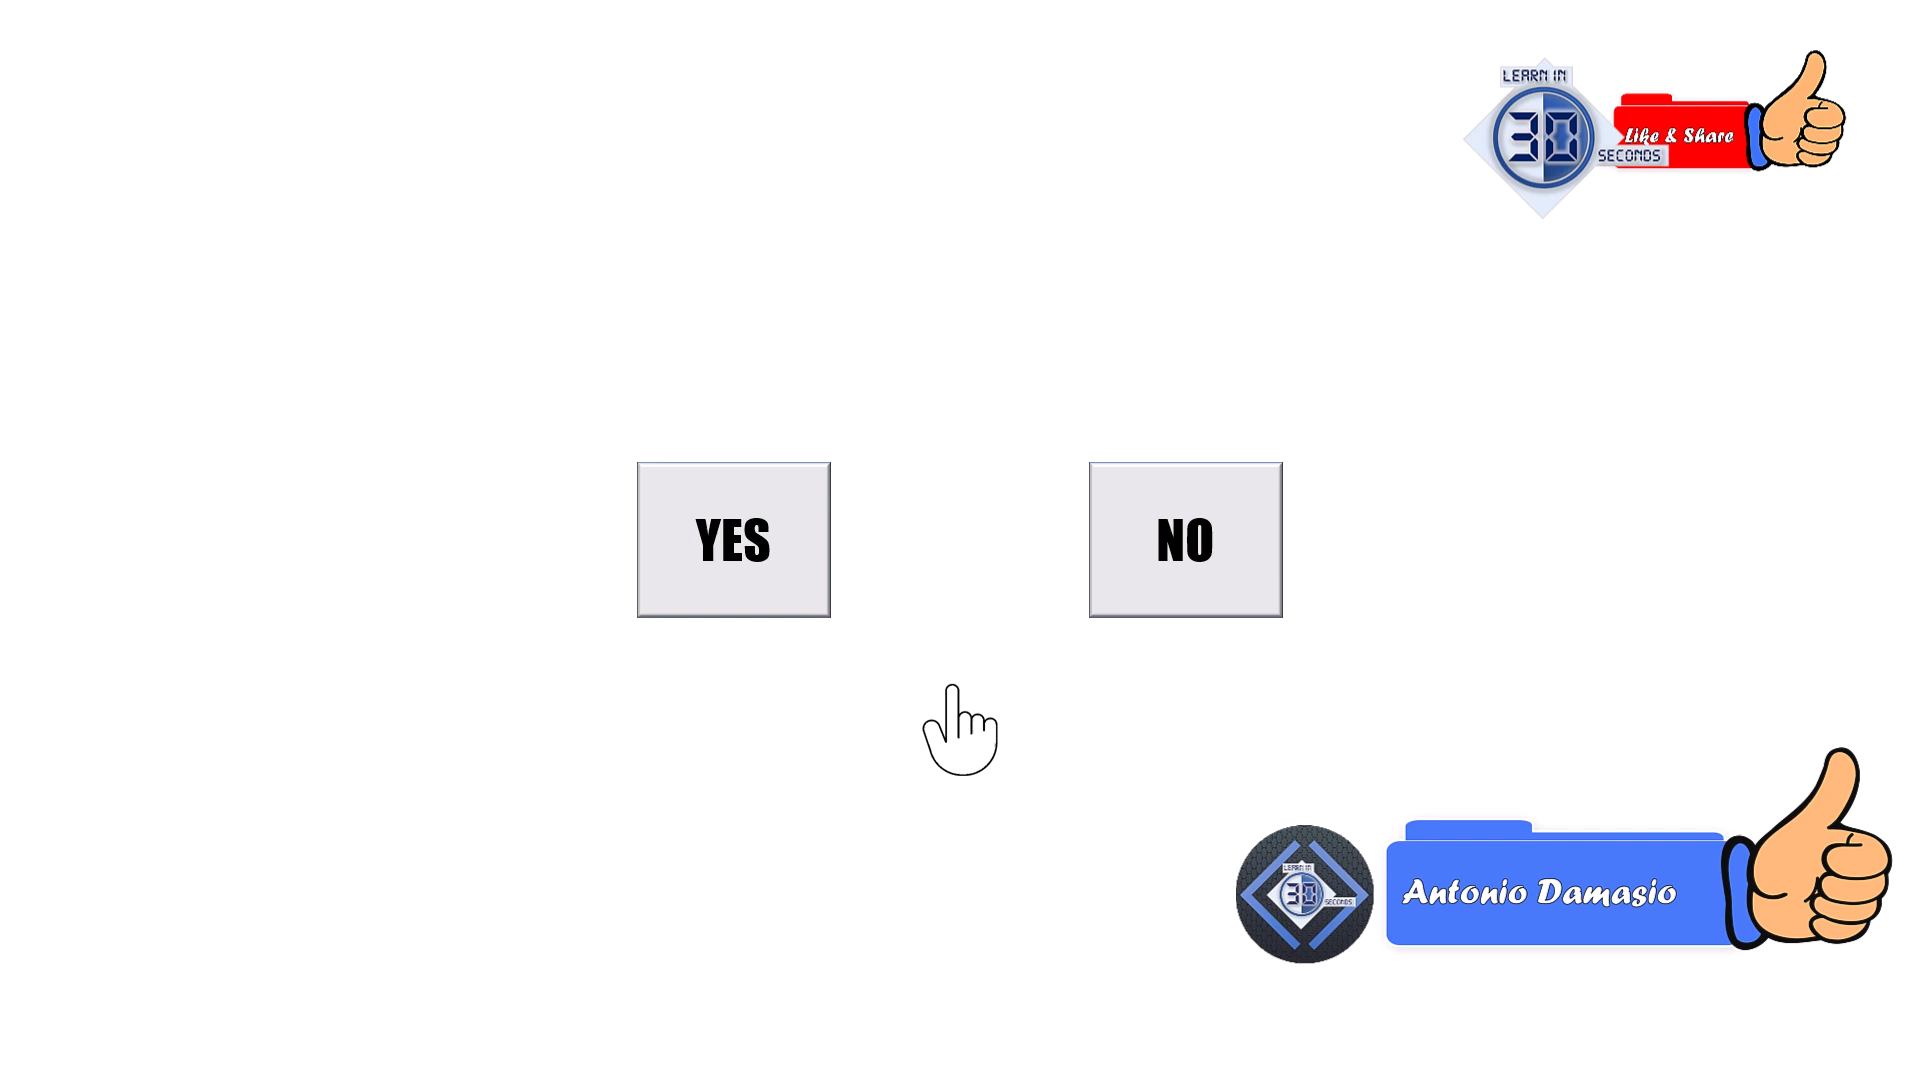 LEARN IN
30
SECONDS
Like & Share
YES
NO
LEARN IN
30
SECONDS
Antonio Damasio